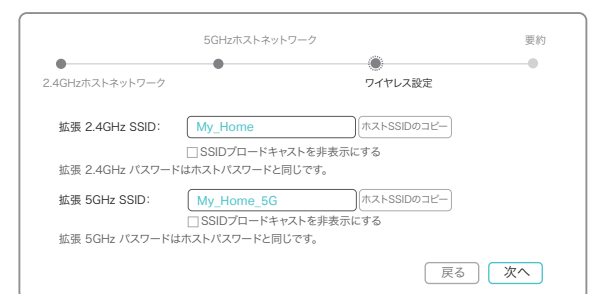 5GHzホストネットワーク 要約
2.4GHzホストネットワーク ワイヤレス設定
拡張 2.4GHz SSID: My_Home ホストSSIDのコピー
SSIDブロードキャストを非表示にする
拡張 2.4GHz パスワードはホストパスワードと同じです。
拡張 5GHz SSID: My_Home_5G ホストSSIDのコピー
SSIDブロードキャストを非表示にする
拡張 5GHz パスワードはホストパスワードと同じです。
戻る 次へ